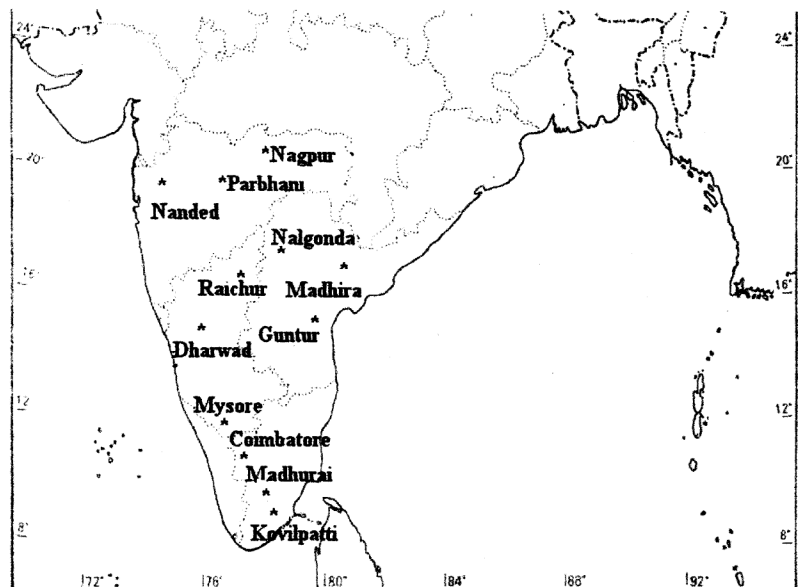 24°
24°
Nagpur
20°
20°
Parbhani
Nanded
Nalgonda
16°
Raichur
Madhira
16°
Guntur
Dharwad
Mysore
12
12°
Coimbatore
Madhurai
Kovilpatti
8°
8°
72°
76
80°
84
88
92°